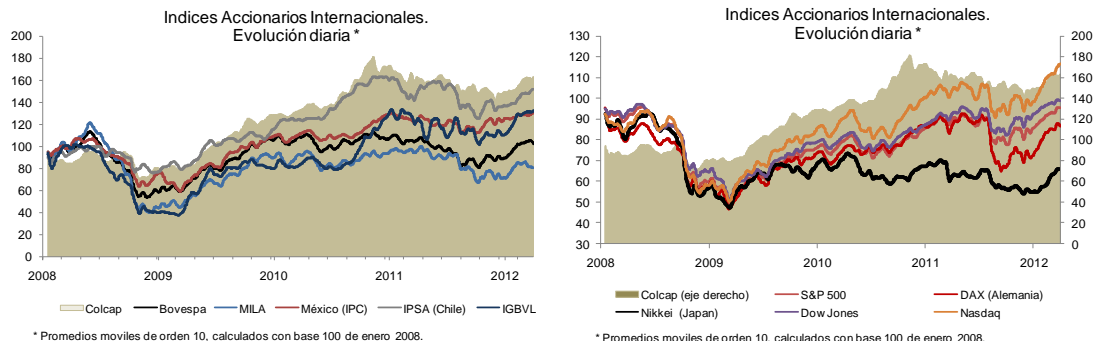 Indices Accionarios Internacionales.
Evolución diaria *
200
180
160
140
120
100
80
60
40
20
0
2008
2009
2010
2011
2012
Colcap
Bovespa
MILA
México (IPC)
IPSA (Chile)
IGBVL
* Promedios moviles de orden 10, calculados con base 100 de enero 2008.
Indices Accionarios Internacionales.
Evolución diaria *
130
120
110
100
90
80
70
60
50
40
30
200
180
160
140
120
100
80
60
40
20
0
2008
2009
2010
2011
2012
Colcap (eje derecho)
S&P 500
DAX (Alemania)
Nikkei (Japan)
Dow Jones
Nasdaq
* Promedios moviles de orden 10, calculados con base 100 de enero 2008.